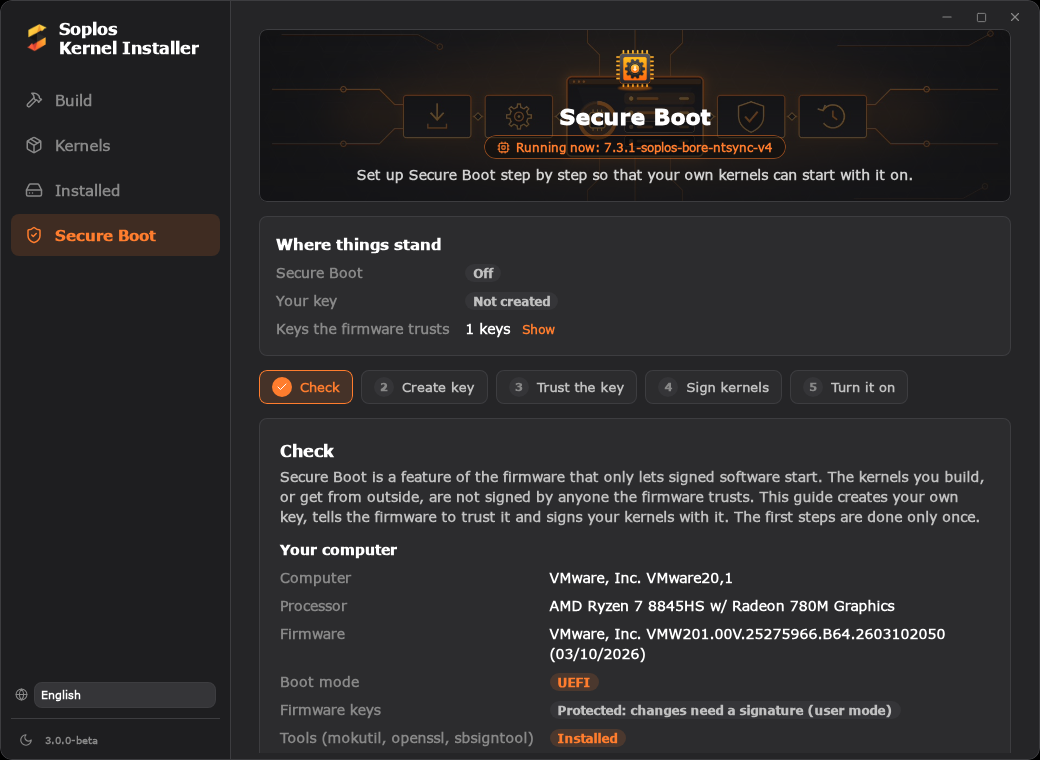 Soplos
Kernel Installer
Build
Kernels
Installed
Secure Boot
English
3.0.0-beta
Secure Boot
Running now: 7.3.1-soplos-bore-ntsync-v4
Set up Secure Boot step by step so that your own kernels can start with it on.
Where things stand
Secure Boot Off
Your key Not created
Keys the firmware trusts 1 keys Show
Check 2 Create key 3 Trust the key 4 Sign kernels 5 Turn it on
Check
Secure Boot is a feature of the firmware that only lets signed software start. The kernels you build,
or get from outside, are not signed by anyone the firmware trusts. This guide creates your own
key, tells the firmware to trust it and signs your kernels with it. The first steps are done only once.
Your computer
Computer VMware, Inc. VMware20,1
Processor AMD Ryzen 7 8845HS w/ Radeon 780M Graphics
Firmware VMware, Inc. VMW201.00V.25275966.B64.2603102050
(03/10/2026)
Boot mode UEFI
Firmware keys Protected: changes need a signature (user mode)
Tools (mokutil, openssl, sbsigntool) Installed